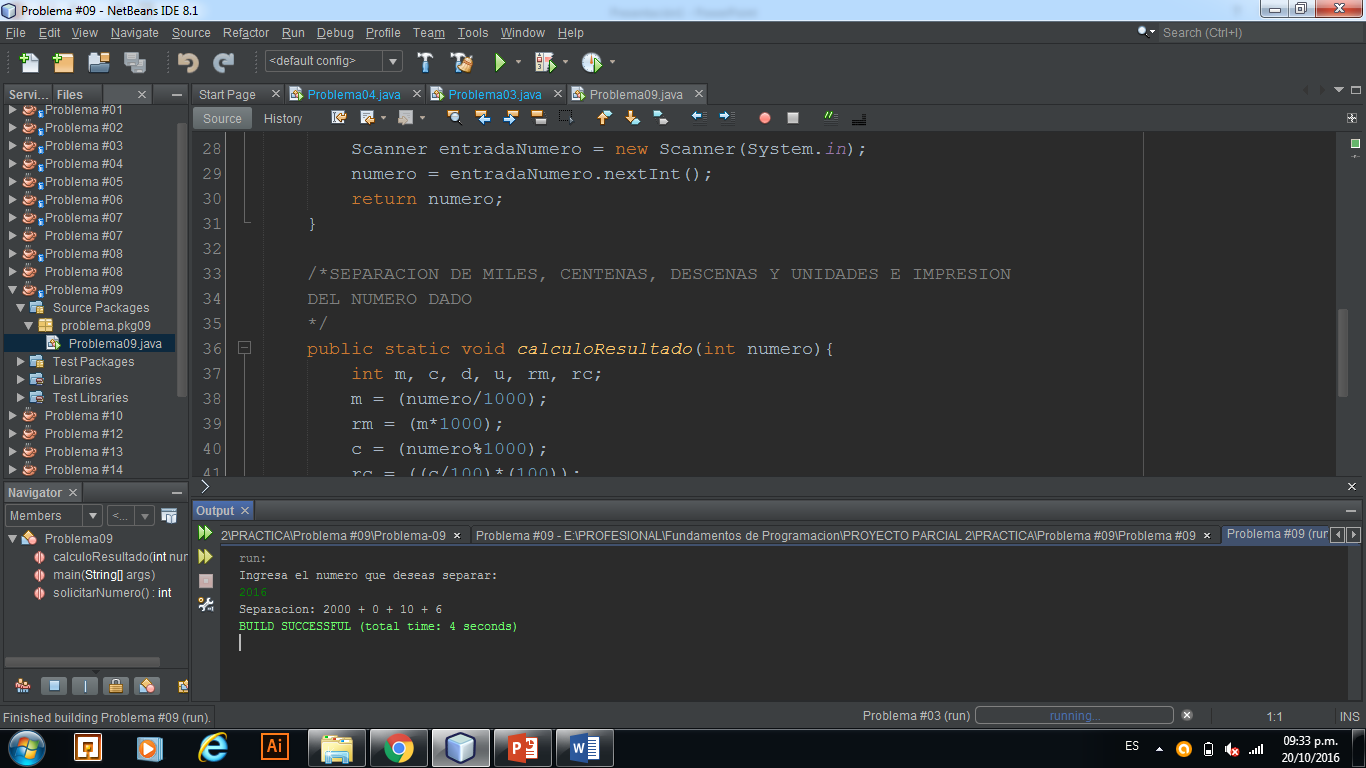 Problema #09 - NetBeans IDE 8.1
File Edit View Navigate Source Refactor Run Debug Profile Team Tools Window Help
Search (Ctrl+I)
<default config>
Servi... Files
Start Page Problema04.java Problema03.java Problema09.java
Source History
Problema #01
Problema #02
Problema #03
Problema #04
Problema #05
Problema #06
Problema #07
Problema #07
Problema #08
Problema #08
Problema #09
Source Packages
problema.pkg09
Problema09.java
Test Packages
Libraries
Test Libraries
Problema #10
Problema #12
Problema #13
Problema #14
28 Scanner entradaNumero = new Scanner(System.in);
29 numero = entradaNumero.nextInt();
30 return numero;
31 }
32
33 /*SEPARACION DE MILES, CENTENAS, DESCENAS Y UNIDADES E IMPRESION
34 DEL NUMERO DADO
35 */
36 public static void calculoResultado(int numero){
37 int m, c, d, u, rm, rc;
38 m = (numero/1000);
39 rm = (m*1000);
40 c = (numero%1000);
41 rc = ((c/100)*(100));
Navigator
Members
<...
Problema09
calculoResultado(int nur
main(String[] args)
solicitarNumero() : int
Output
2\PRACTICA\Problema #09\Problema-09
Problema #09 - E:\PROFESIONAL\Fundamentos de Programacion\PROYECTO PARCIAL 2\PRACTICA\Problema #09\Problema #09
Problema #09 (run
run:
Ingresa el numero que deseas separar:
2016
Separacion: 2000 + 0 + 10 + 6
BUILD SUCCESSFUL (total time: 4 seconds)
Finished building Problema #09 (run).
Problema #03 (run)
running...
1:1
INS
Ai
ES
09:33 p.m.
20/10/2016